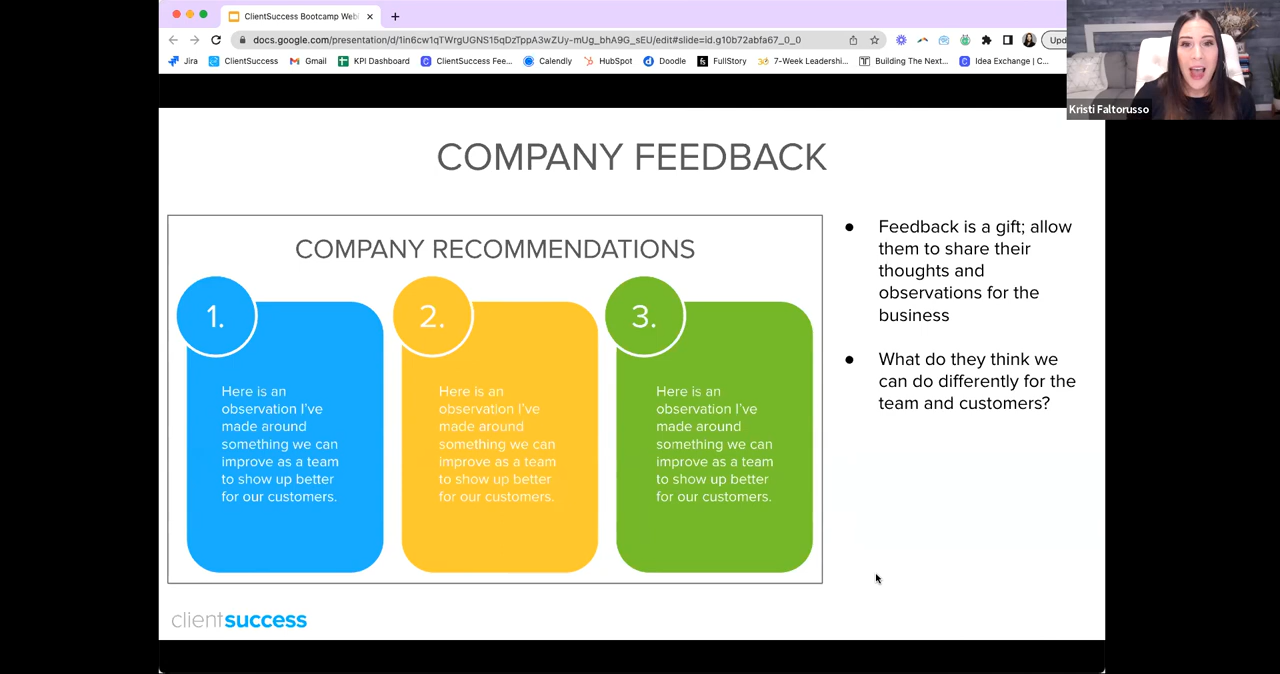 ClientSuccess Bootcamp Webi
docs.google.com/presentation/d/1In6cw1qTWrgUGNS15qDzTppA3wZUy-mUg_bhA9G_sEU/edit#slide=id.g10b72abfa67_0_0
Upd
Jira ClientSuccess Gmail KPI Dashboard ClientSuccess Fee... Calendly HubSpot Doodle FullStory 7-Week Leadershi... Building The Next... Idea Exchange | C...
Kristi Faltorusso
COMPANY FEEDBACK
COMPANY RECOMMENDATIONS
1.
Here is an
observation I've
made around
something we can
improve as a team
to show up better
for our customers.
2.
Here is an
observation I've
made around
something we can
improve as a team
to show up better
for our customers.
3.
Here is an
observation I've
made around
something we can
improve as a team
to show up better
for our customers.
● Feedback is a gift; allow
them to share their
thoughts and
observations for the
business
● What do they think we
can do differently for the
team and customers?
clientsuccess